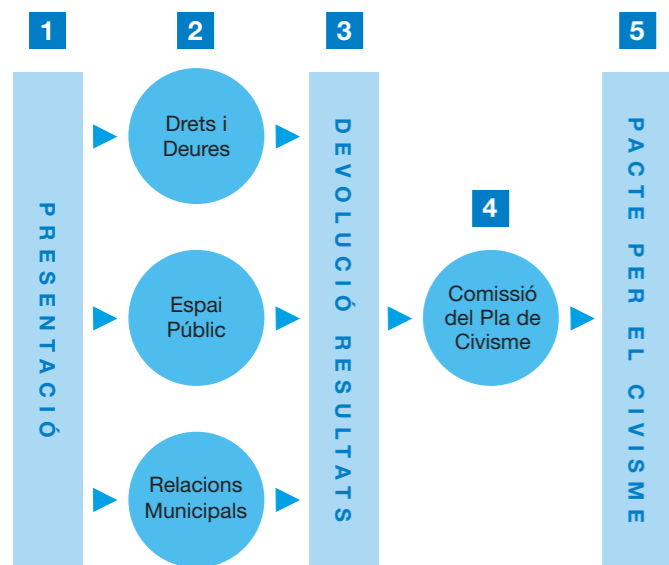 1
2
3
5
PRESENTACIÓ
Drets i
Deures
Espai
Públic
Relacions
Municipals
DEVOLUCIÓ RESULTATS
4
Comissió
del Pla de
Civisme
PACTE PER EL CIVISME